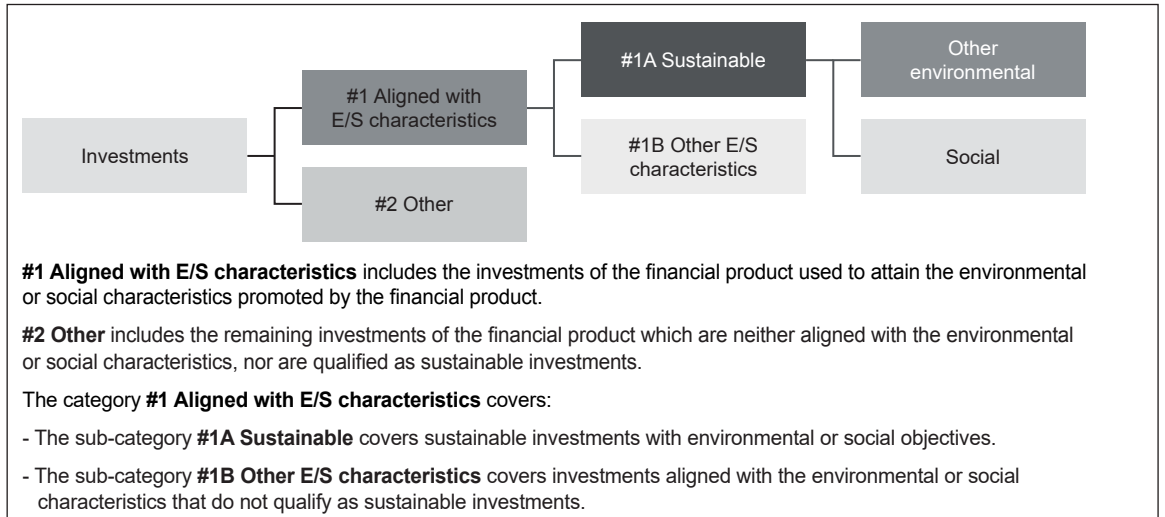 Investments
#1 Aligned with
E/S characteristics
#2 Other
#1A Sustainable
#1B Other E/S
characteristics
Other
environmental
Social
#1 Aligned with E/S characteristics includes the investments of the financial product used to attain the environmental
or social characteristics promoted by the financial product.
#2 Other includes the remaining investments of the financial product which are neither aligned with the environmental
or social characteristics, nor are qualified as sustainable investments.
The category #1 Aligned with E/S characteristics covers:
- The sub-category #1A Sustainable covers sustainable investments with environmental or social objectives.
- The sub-category #1B Other E/S characteristics covers investments aligned with the environmental or social
characteristics that do not qualify as sustainable investments.